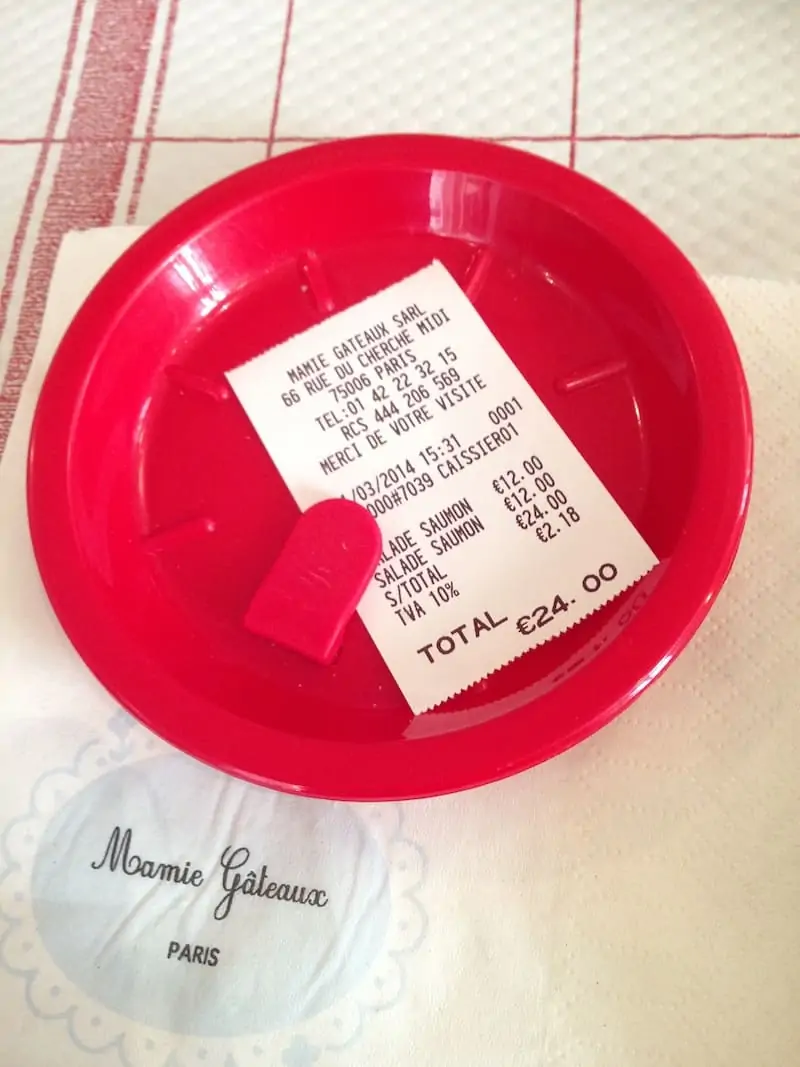 MAMIE GATEAUX SARL
66 RUE DU CHERCHE MIDI
75006 PARIS
TEL:01 42 22 32 15
RCS 444 206 569
MERCI DE VOTRE VISITE
1/03/2014 15:31 0001
000#7039 CAISSIER01
ALADE SAUMON €12.00
SALADE SAUMON €12.00
S/TOTAL €24.00
TVA 10% €2.18
TOTAL €24.00
Mamie Gâteaux
PARIS